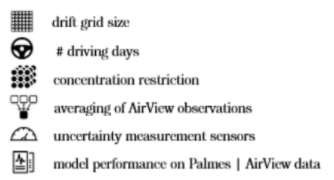 drift grid size
# driving days
concentration restriction
averaging of AirView observations
uncertainty measurement sensors
model performance on Palmes | AirView data